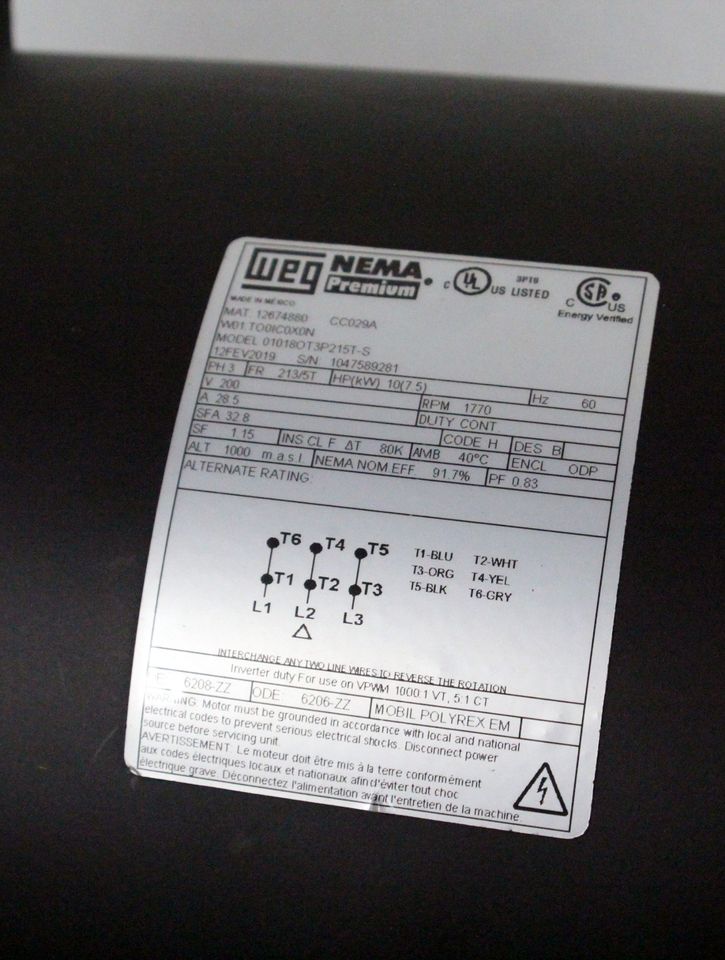 WEG NEMA Premium
C UL US LISTED 3PT9
C SP US
Energy Verified
MADE IN MÉXICO
MAT. 12674880 CC029A
W01.TO0IC0X0N
MODEL 01018OT3P215T-S
12FEV2019 S/N 1047589281
PH 3 FR 213/5T HP(kW) 10(7.5) Hz 60
V 200
A 28.5 RPM 1770
SFA 32.8 DUTY CONT.
SF 1.15 INS CL F ΔT 80K CODE H DES B
ALT 1000 m.a.s.l. AMB 40°C ENCL ODP
NEMA NOM EFF 91.7% PF 0.83
ALTERNATE RATING:
T6 T4 T5
T1 T2 T3
L1 L2 L3
Δ
T1-BLU T2-WHT
T3-ORG T4-YEL
T5-BLK T6-GRY
INTERCHANGE ANY TWO LINE WIRES TO REVERSE THE ROTATION
Inverter duty For use on VPWM 1000:1 VT, 5:1 CT
6208-ZZ ODE: 6206-ZZ MOBIL POLYREX EM
WARNING: Motor must be grounded in accordance with local and national
electrical codes to prevent serious electrical shocks. Disconnect power
source before servicing unit.
AVERTISSEMENT: Le moteur doit être mis à la terre conformément
aux codes électriques locaux et nationaux afin d'éviter tout choc
électrique grave. Déconnectez l'alimentation avant l'entretien de la machine.